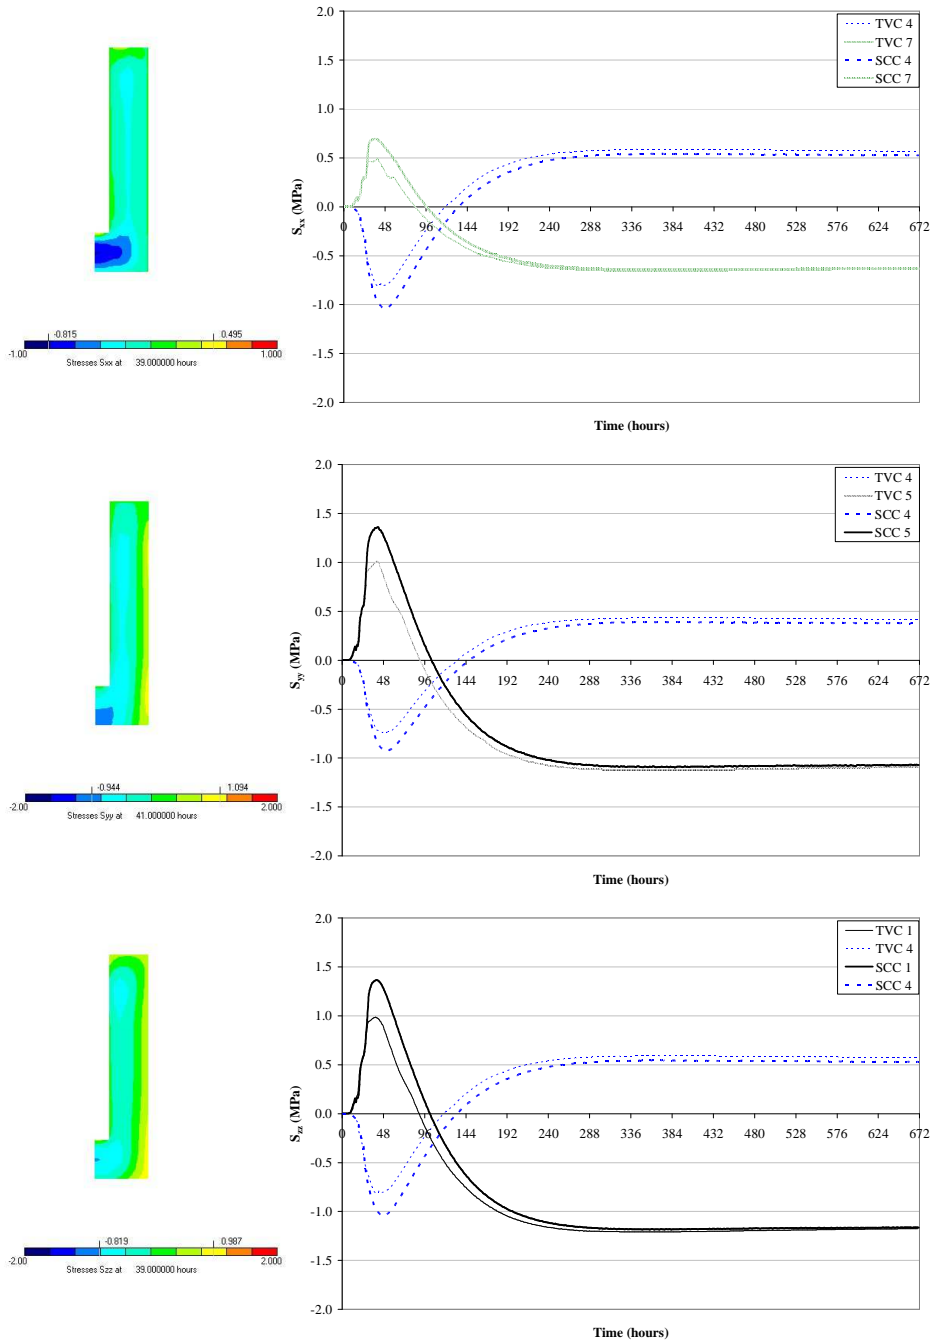 2.0
1.5
1.0
0.5
0.0
-0.5
-1.0
-1.5
-2.0
Sxx (MPa)
0 48 96 144 192 240 288 336 384 432 480 528 576 624 672
Time (hours)
TVC 4
TVC 7
SCC 4
SCC 7
-0.815 0.495
-1.00 1.000
Stresses Sxx at 39.000000 hours
2.0
1.5
1.0
0.5
0.0
-0.5
-1.0
-1.5
-2.0
Syy (MPa)
0 48 96 144 192 240 288 336 384 432 480 528 576 624 672
Time (hours)
TVC 4
TVC 5
SCC 4
SCC 5
-0.944 1.094
-2.00 2.000
Stresses Syy at 41.000000 hours
2.0
1.5
1.0
0.5
0.0
-0.5
-1.0
-1.5
-2.0
Szz (MPa)
0 48 96 144 192 240 288 336 384 432 480 528 576 624 672
Time (hours)
TVC 1
TVC 4
SCC 1
SCC 4
-0.819 0.987
-2.00 2.000
Stresses Szz at 39.000000 hours